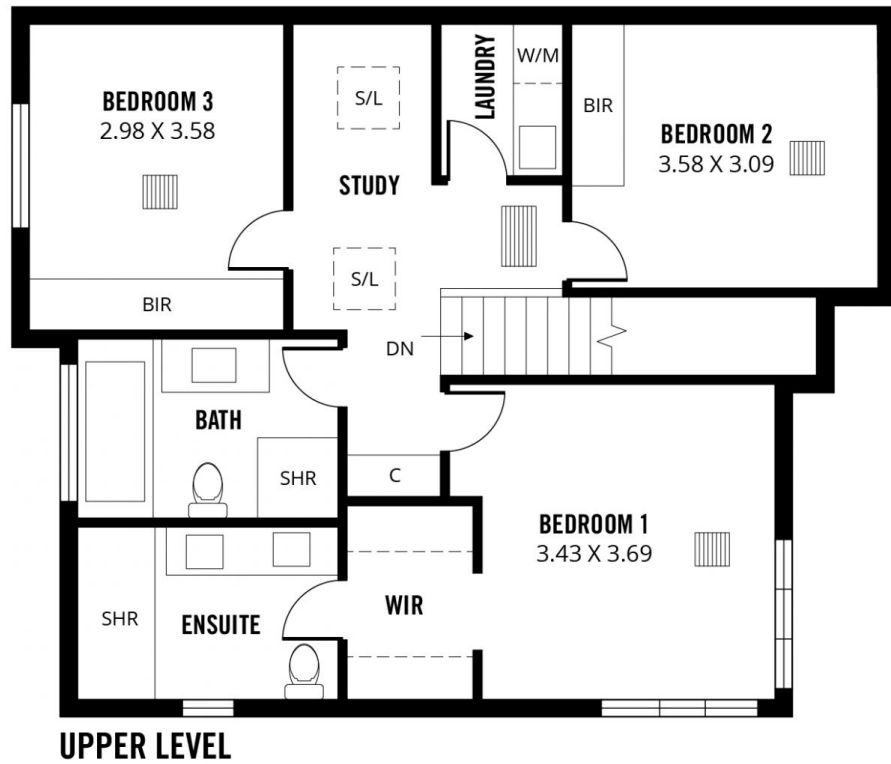 BEDROOM 3
2.98 X 3.58
BIR
S/L
STUDY
S/L
LAUNDRY
W/M
BIR
BEDROOM 2
3.58 X 3.09
DN
BATH
SHR
C
BEDROOM 1
3.43 X 3.69
SHR
ENSUITE
WIR
UPPER LEVEL